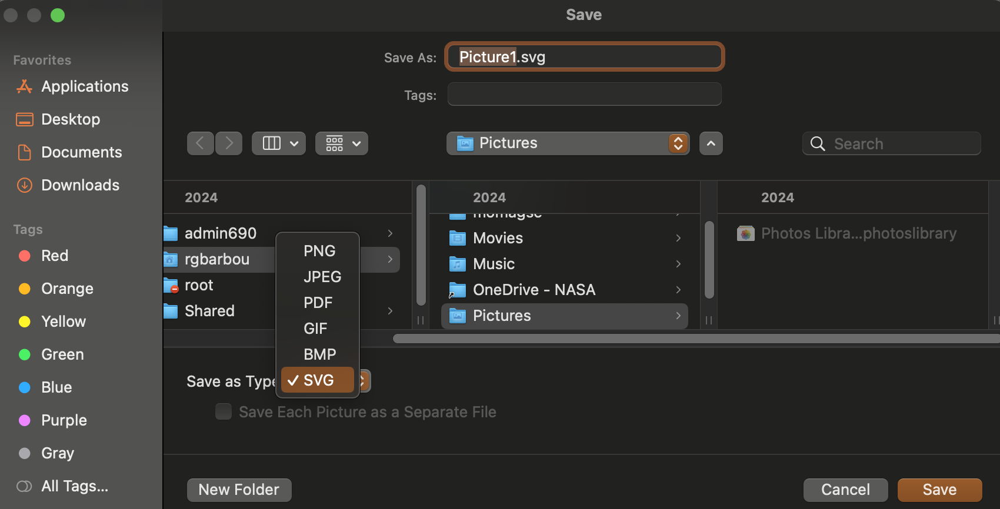 Save
Favorites
Applications
Desktop
Documents
Downloads
Tags
Red
Orange
Yellow
Green
Blue
Purple
Gray
All Tags...
Save As: Picture1.svg
Tags:
Pictures
Search
2024
admin690
rgbarbou
root
Shared
2024
Movies
Music
OneDrive - NASA
Pictures
2024
Photos Libra...photoslibrary
PNG
JPEG
PDF
GIF
BMP
SVG
Save as Type
Save Each Picture as a Separate File
New Folder
Cancel
Save